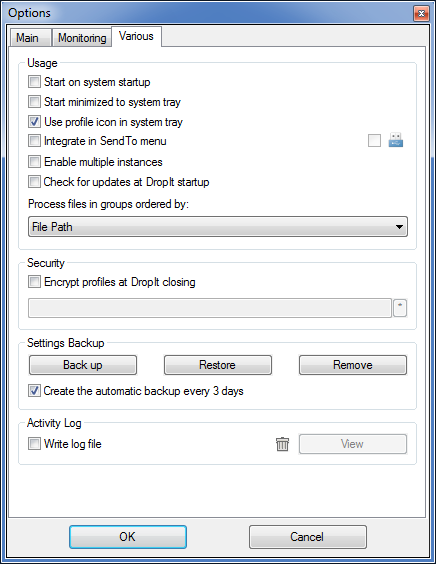 Options
Main Monitoring Various
Usage
Start on system startup
Start minimized to system tray
Use profile icon in system tray
Integrate in SendTo menu
Enable multiple instances
Check for updates at DropIt startup
Process files in groups ordered by:
File Path
Security
Encrypt profiles at DropIt closing
*
Settings Backup
Back up Restore Remove
Create the automatic backup every 3 days
Activity Log
Write log file View
OK Cancel